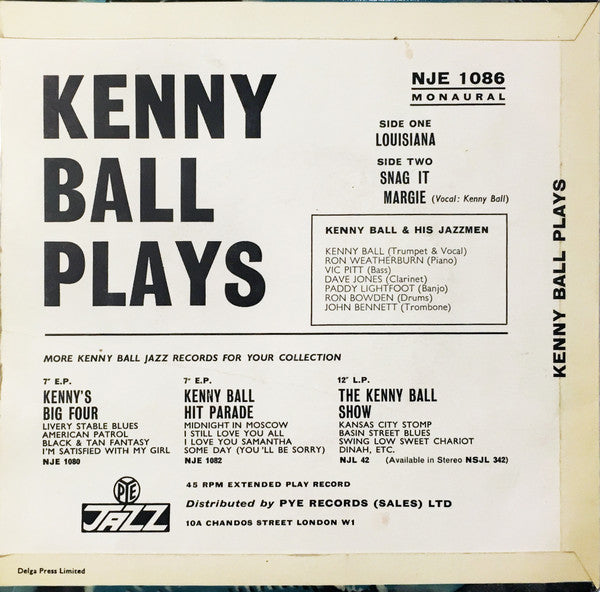 KENNY
BALL
PLAYS
NJE 1086
MONAURAL
SIDE ONE
LOUISIANA
SIDE TWO
SNAG IT
MARGIE (Vocal: Kenny Ball)
KENNY BALL & HIS JAZZMEN
KENNY BALL (Trumpet & Vocal)
RON WEATHERBURN (Piano)
VIC PITT (Bass)
DAVE JONES (Clarinet)
PADDY LIGHTFOOT (Banjo)
RON BOWDEN (Drums)
JOHN BENNETT (Trombone)
KENNY BALL PLAYS
MORE KENNY BALL JAZZ RECORDS FOR YOUR COLLECTION
7" E.P.
KENNY'S
BIG FOUR
LIVERY STABLE BLUES
AMERICAN PATROL
BLACK & TAN FANTASY
I'M SATISFIED WITH MY GIRL
NJE 1080
7" E.P.
KENNY BALL
HIT PARADE
MIDNIGHT IN MOSCOW
I STILL LOVE YOU ALL
I LOVE YOU SAMANTHA
SOME DAY (YOU'LL BE SORRY)
NJE 1082
12" L.P.
THE KENNY BALL
SHOW
KANSAS CITY STOMP
BASIN STREET BLUES
SWING LOW SWEET CHARIOT
DINAH, ETC.
NJL 42 (Available in Stereo NSJL 342)
PYE
JAZZ
45 RPM EXTENDED PLAY RECORD
Distributed by PYE RECORDS (SALES) LTD
10A CHANDOS STREET LONDON W1
Delga Press Limited